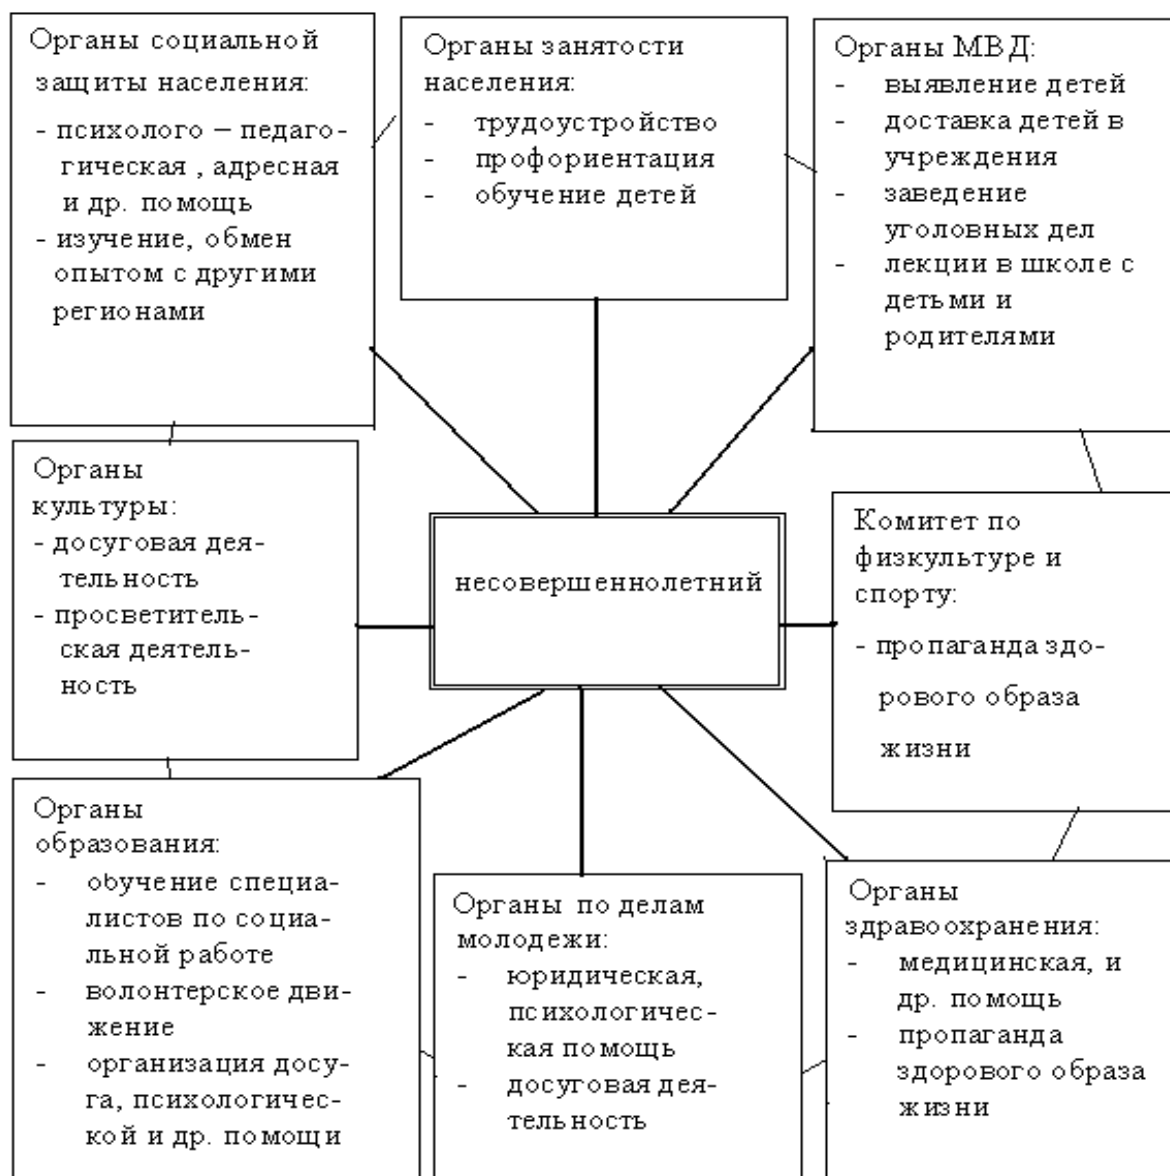 Органы социальной
защиты населения:
- психолого – педаго-
гическая , адресная
и др. помощь
- изучение, обмен
опытом с другими
регионами
Органы занятости
населения:
- трудоустройство
- профориентация
- обучение детей
Органы МВД:
- выявление детей
- доставка детей в
учреждения
- заведение
уголовных дел
- лекции в школе с
детьми и
родителями
Органы
культуры:
- досуговая дея-
тельность
- просветитель-
ская деятель-
ность
несовершеннолетний
Комитет по
физкультуре и
спорту:
- пропаганда здо-
рового образа
жизни
Органы
образования:
- обучение специа-
листов по социа-
льной работе
- волонтерское дви-
жение
- организация досу-
га, психологичес-
кой и др. помощи
Органы по делам
молодежи:
- юридическая,
психологичес-
кая помощь
- досуговая дея-
тельность
Органы
здравоохранения:
- медицинская, и
др. помощь
- пропаганда
здорового образа
жизни